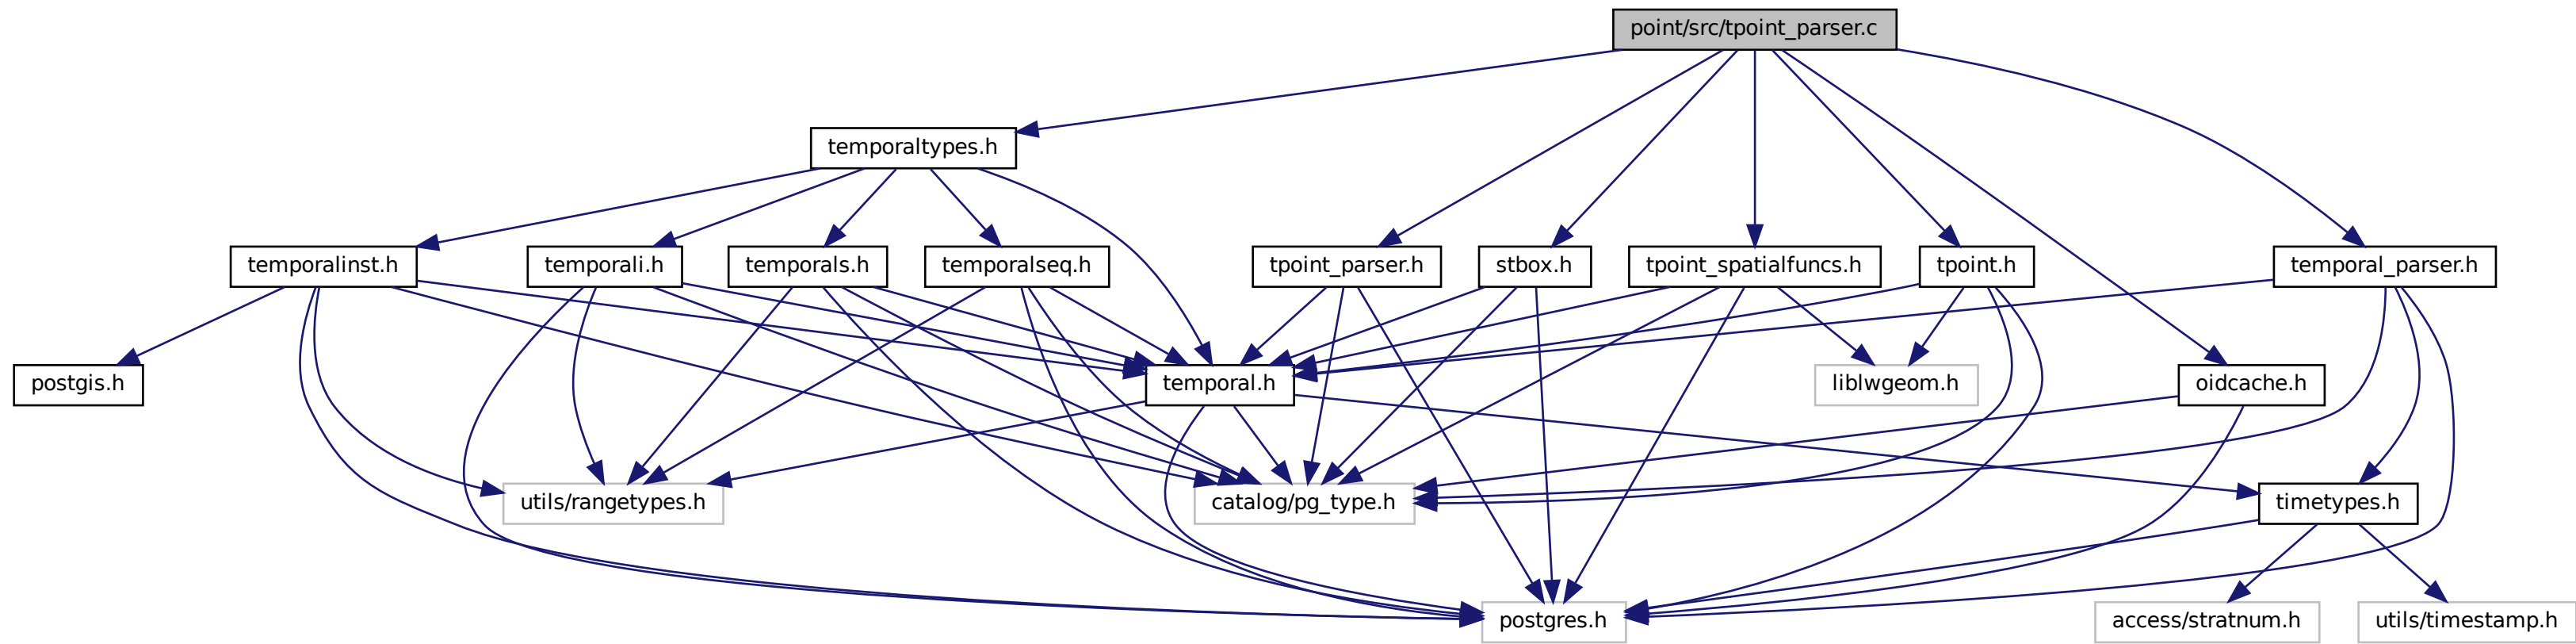 point/src/tpoint_parser.c
temporaltypes.h
temporalinst.h
temporali.h
temporals.h
temporalseq.h
tpoint_parser.h
stbox.h
tpoint_spatialfuncs.h
tpoint.h
temporal_parser.h
postgis.h
temporal.h
liblwgeom.h
oidcache.h
utils/rangetypes.h
catalog/pg_type.h
timetypes.h
postgres.h
access/stratnum.h
utils/timestamp.h